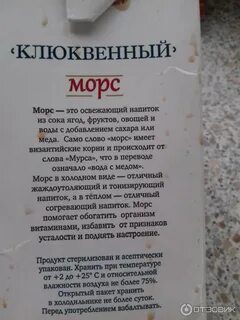 ‹КЛЮКВЕННЫЙ›
морс
Морс — это освежающий напиток
из сока ягод, фруктов, овощей и
воды с добавлением сахара или
меда. Само слово «морс» имеет
византийские корни и происходит от
слова «Мурса», что в переводе
означало «вода с медом».
Морс в холодном виде — отличный
жаждоутоляющий и тонизирующий
напиток, а в тёплом — отличный
согревающий напиток. Морс
помогает обогатить организм
витаминами, избавить от признаков
усталости и поднять настроение.
Продукт стерилизован и асептически
упакован. Хранить при температуре
от +2 до +25° С и относительной
влажности воздуха не более 75%.
Открытый пакет хранить
в холодильнике не более суток.
Перед употреблением взбалтывать.
ОТЗОВИК